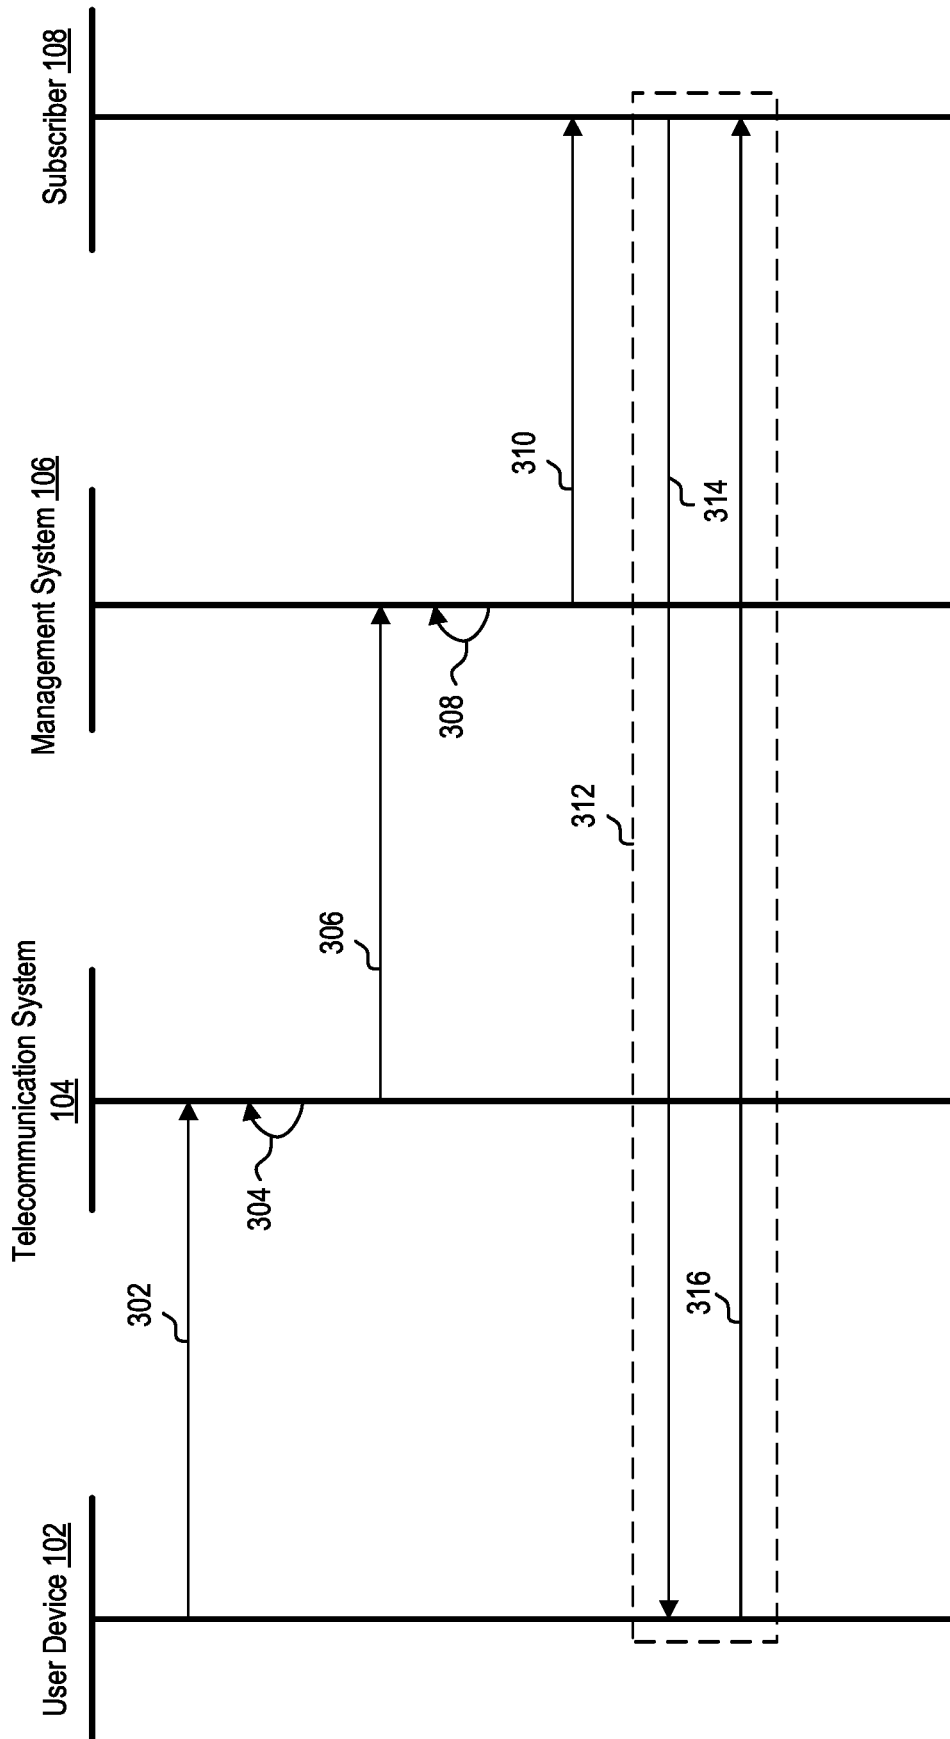 User Device 102
Telecommunication System
104
Management System 106
Subscriber 108
302
304
306
308
310
312
314
316